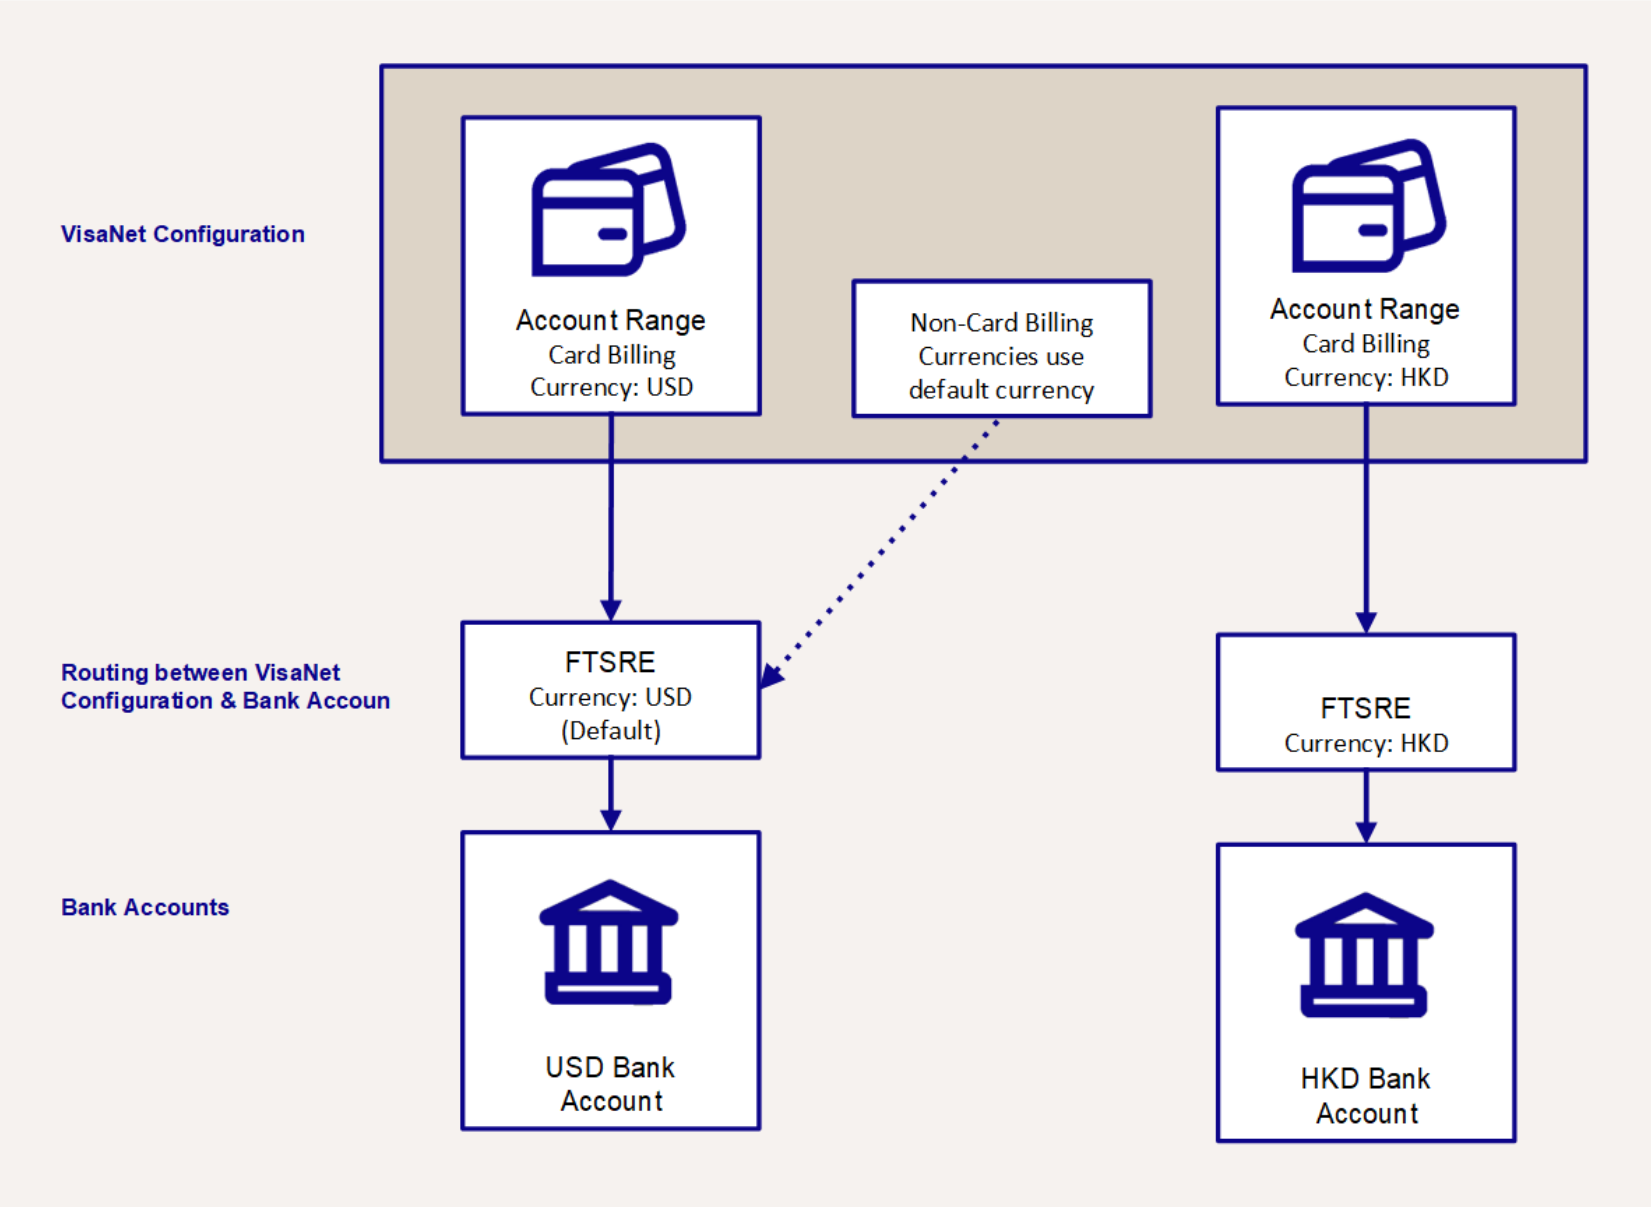 VisaNet Configuration
Account Range
Card Billing
Currency: USD
Non-Card Billing
Currencies use
default currency
Account Range
Card Billing
Currency: HKD
Routing between VisaNet
Configuration & Bank Accoun
FTSRE
Currency: USD
(Default)
FTSRE
Currency: HKD
Bank Accounts
USD Bank
Account
HKD Bank
Account